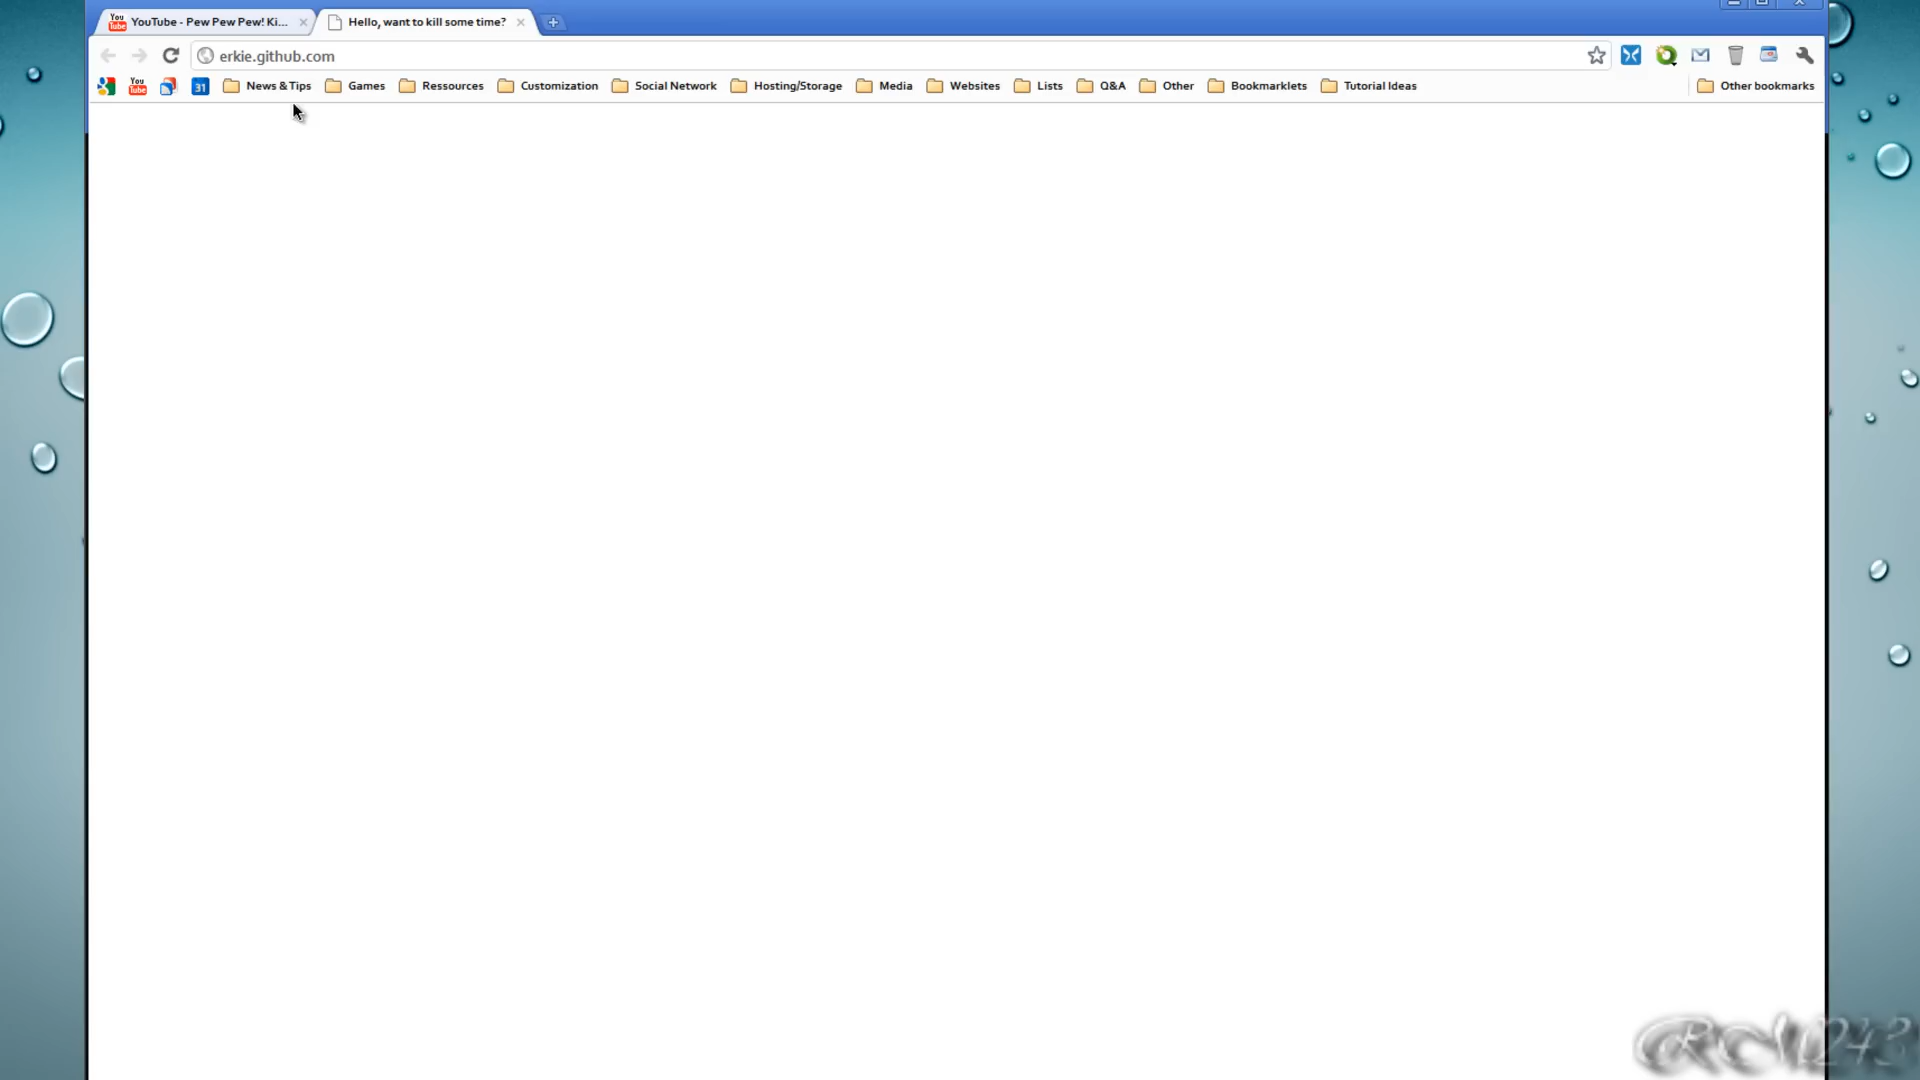 YouTube - Pew Pew Pew! Ki...
Hello, want to kill some time?
erkie.github.com
You Tube
31
News & Tips
Games
Ressources
Customization
Social Network
Hosting/Storage
Media
Websites
Lists
Q&A
Other
Bookmarklets
Tutorial Ideas
Other bookmarks